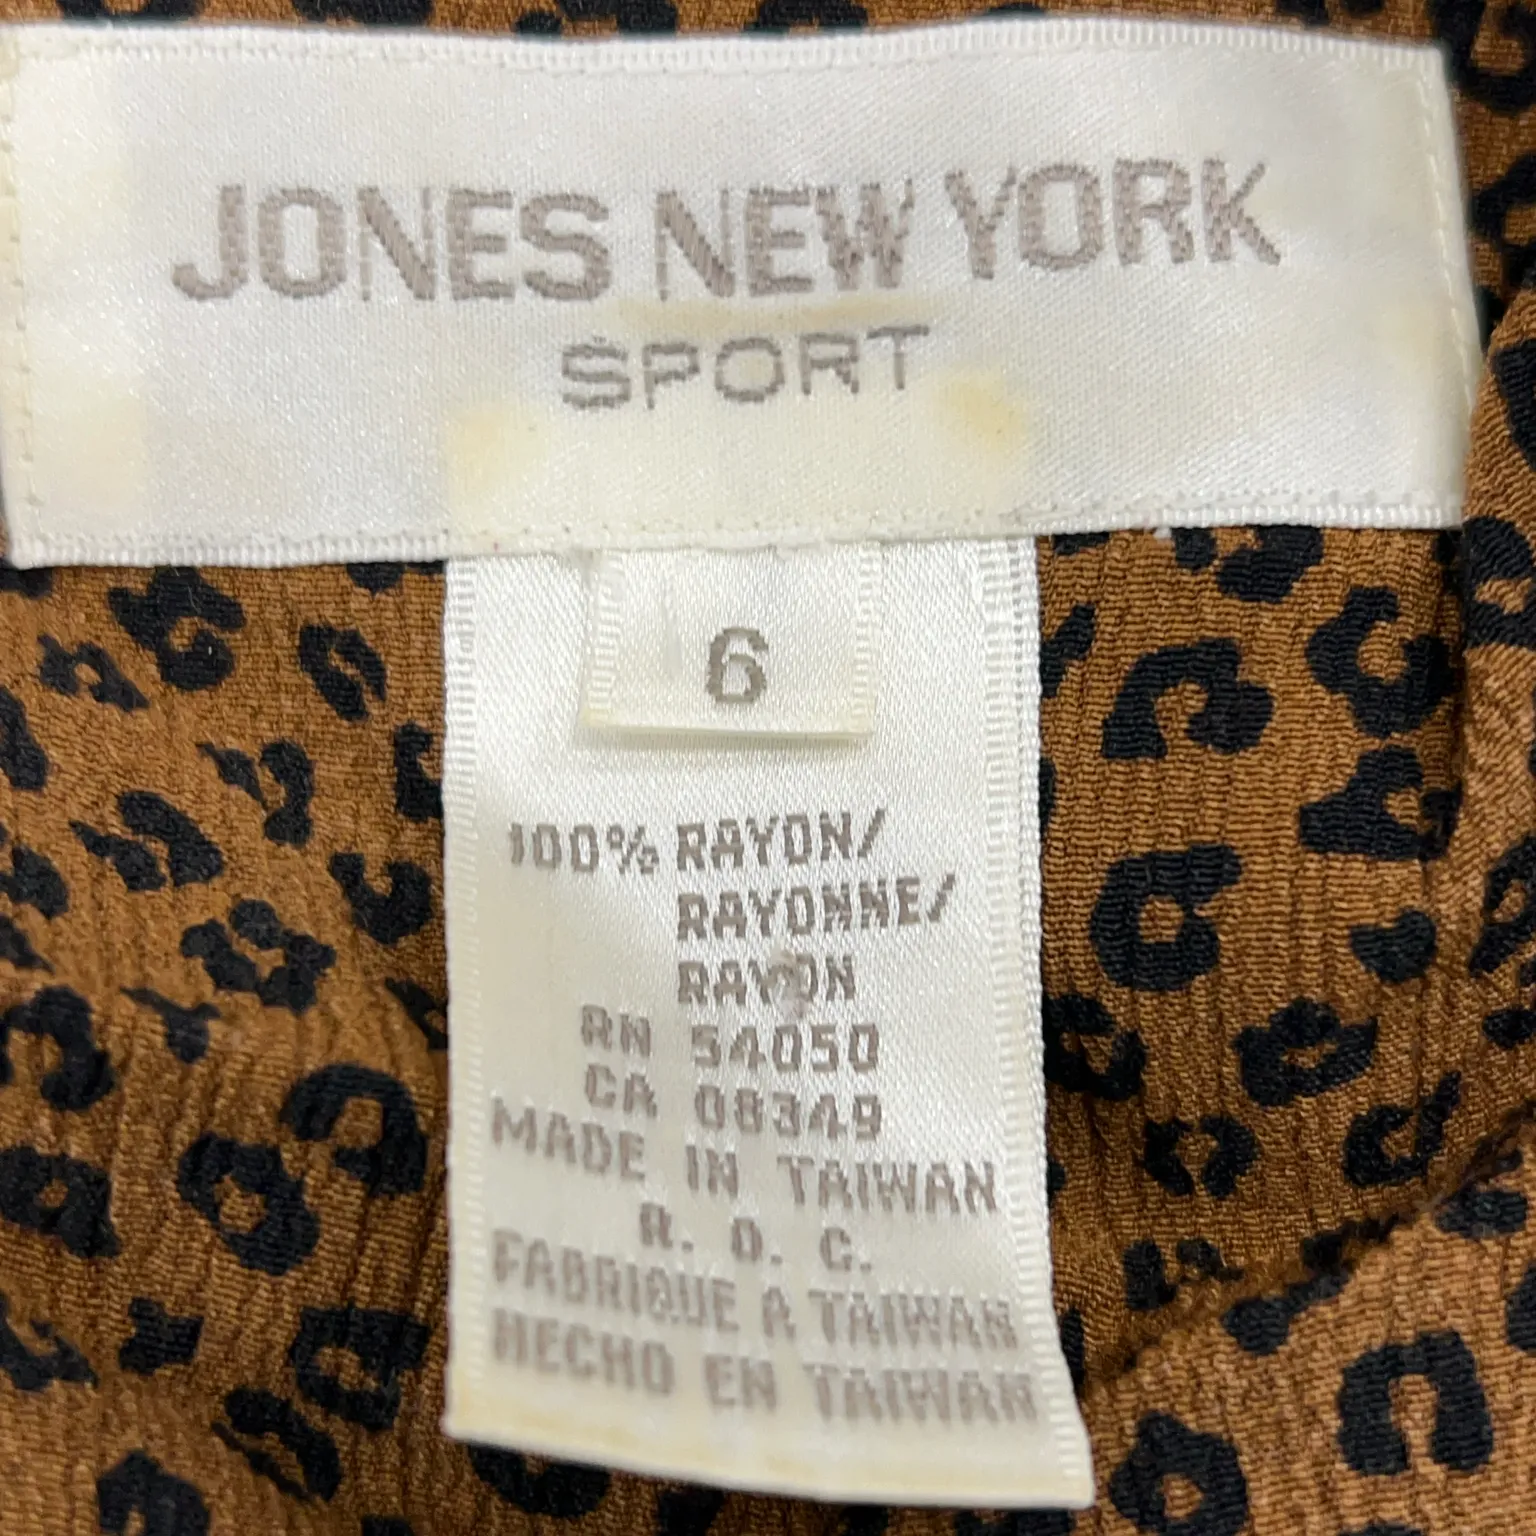 JONES NEW YORK
SPORT
6
100% RAYON/
RAYONNE/
RAYON
RN 54050
CA 08349
MADE IN TAIWAN
R. O. C.
FABRIQUE A TAIWAN
HECHO EN TAIWAN